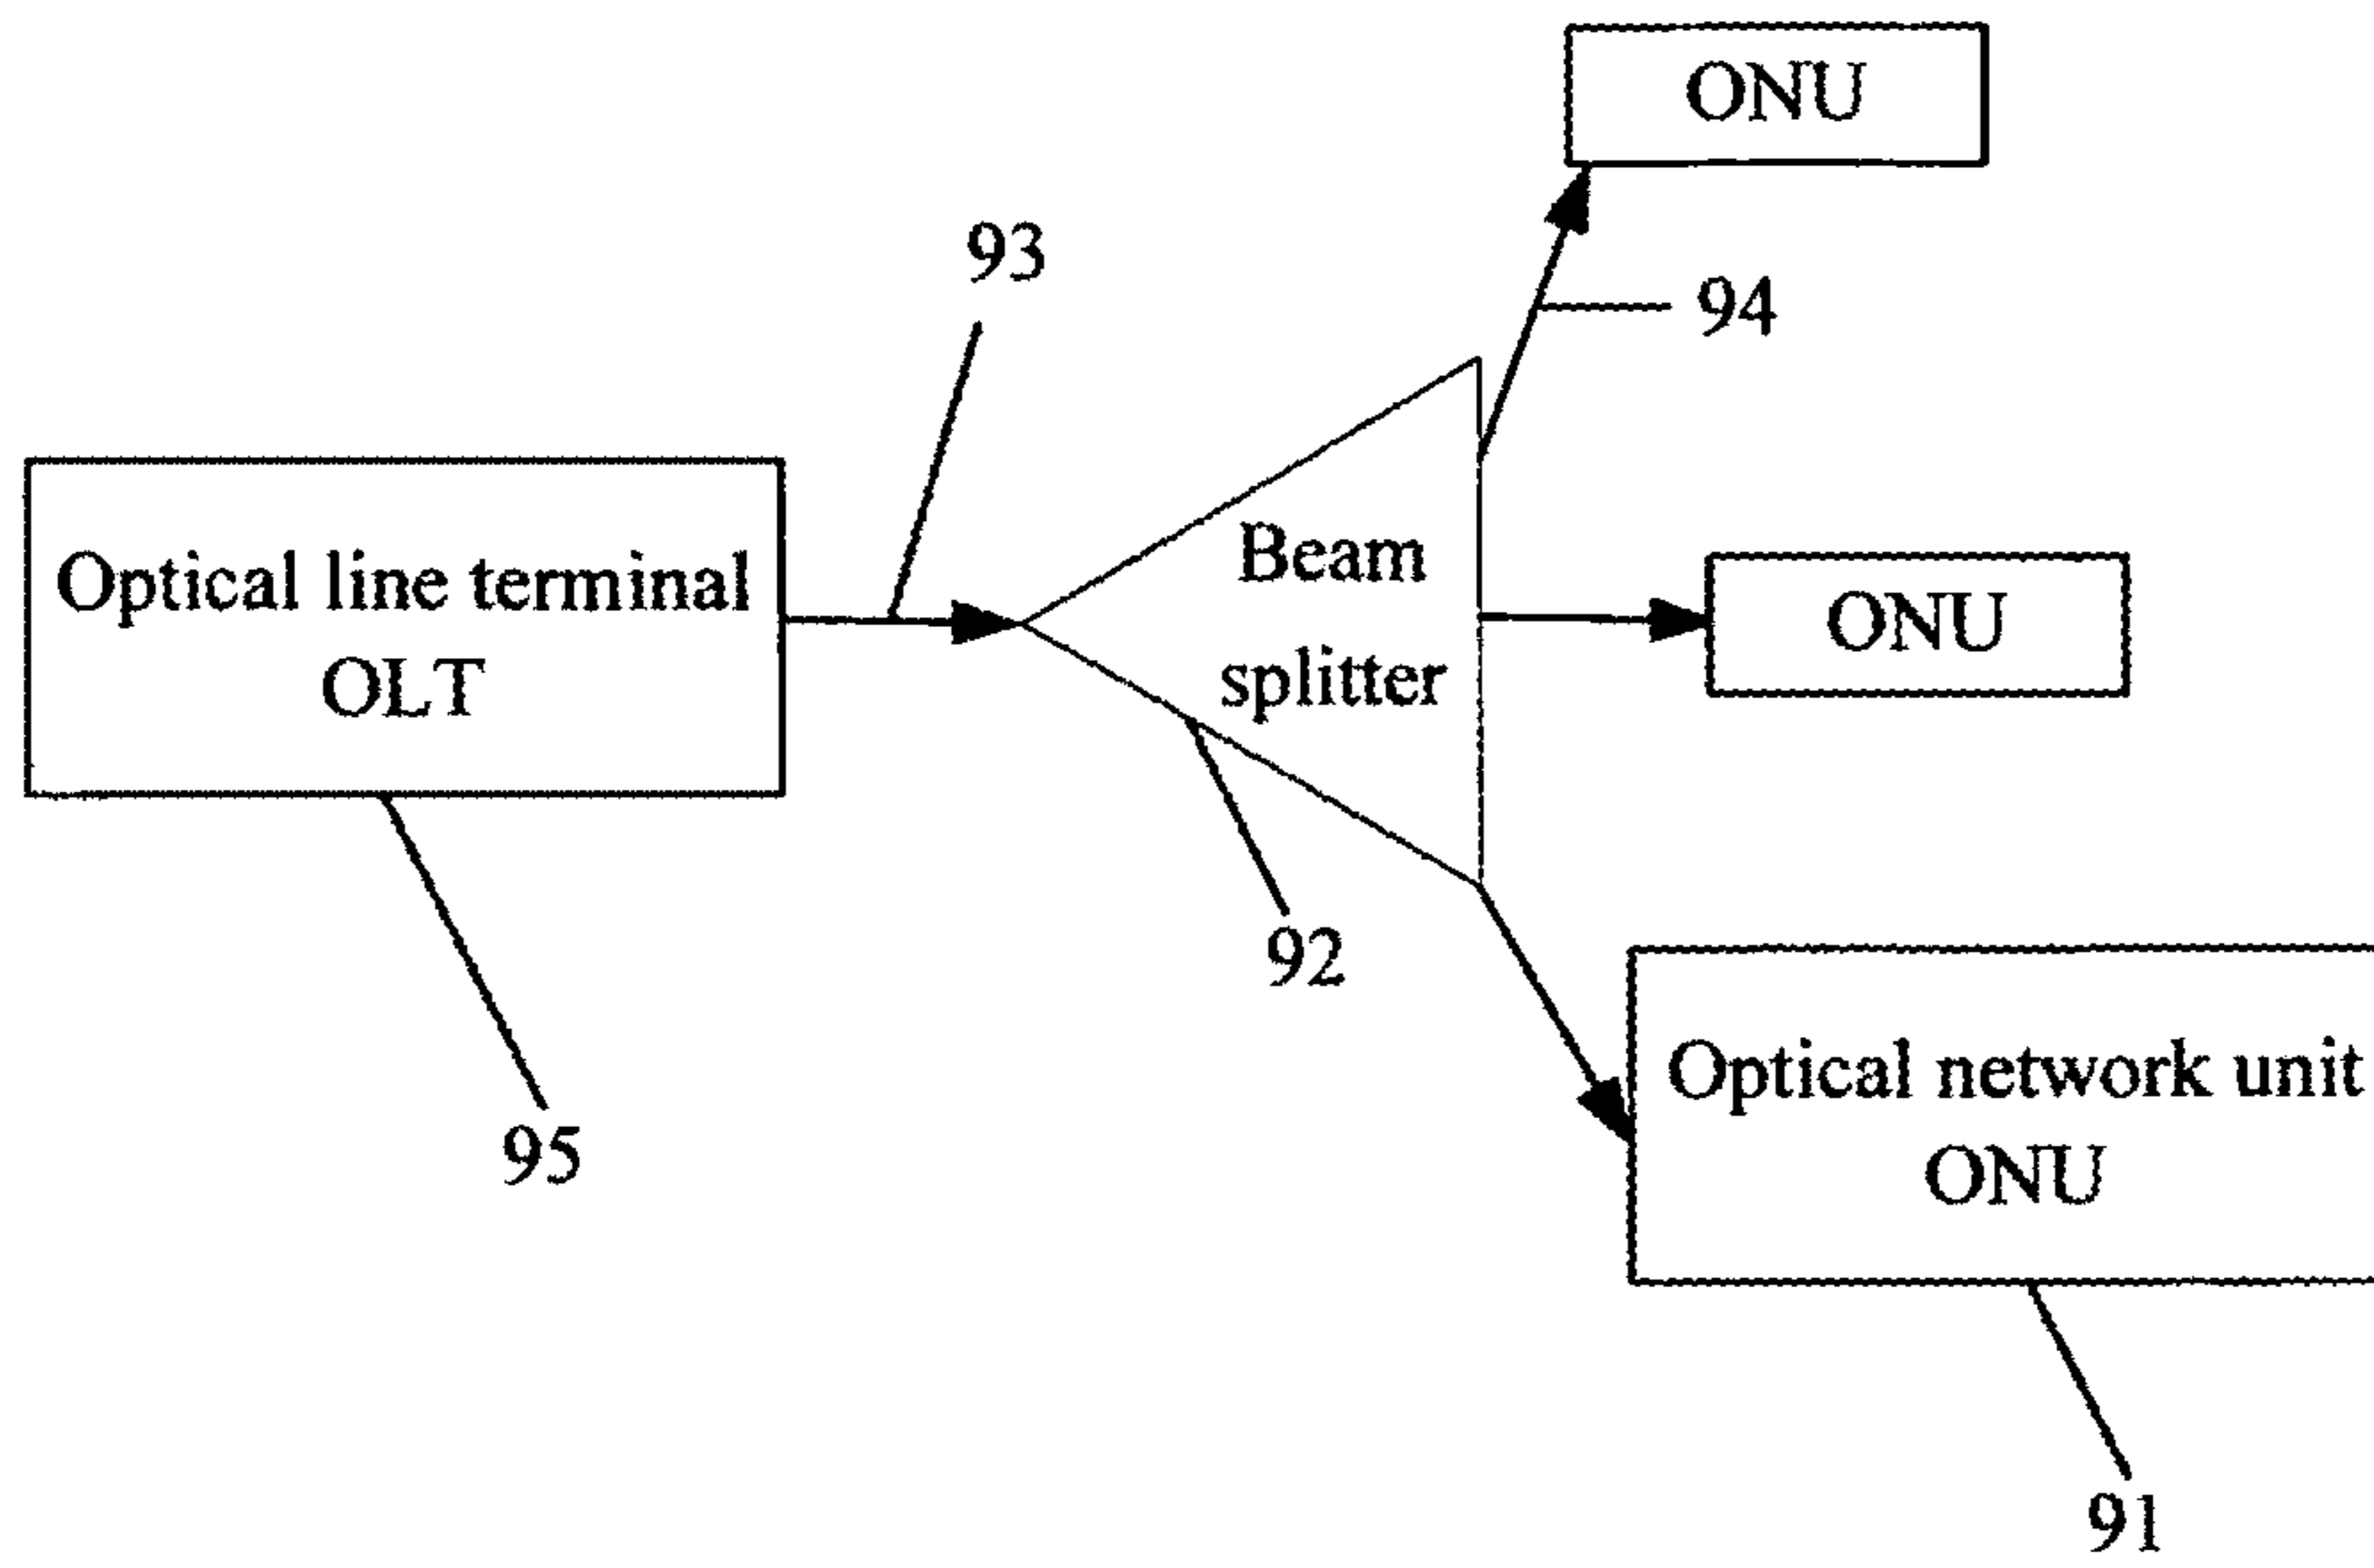 ONU
93
94
Optical line terminal
OLT
Beam
splitter
ONU
92
Optical network unit
ONU
95
91